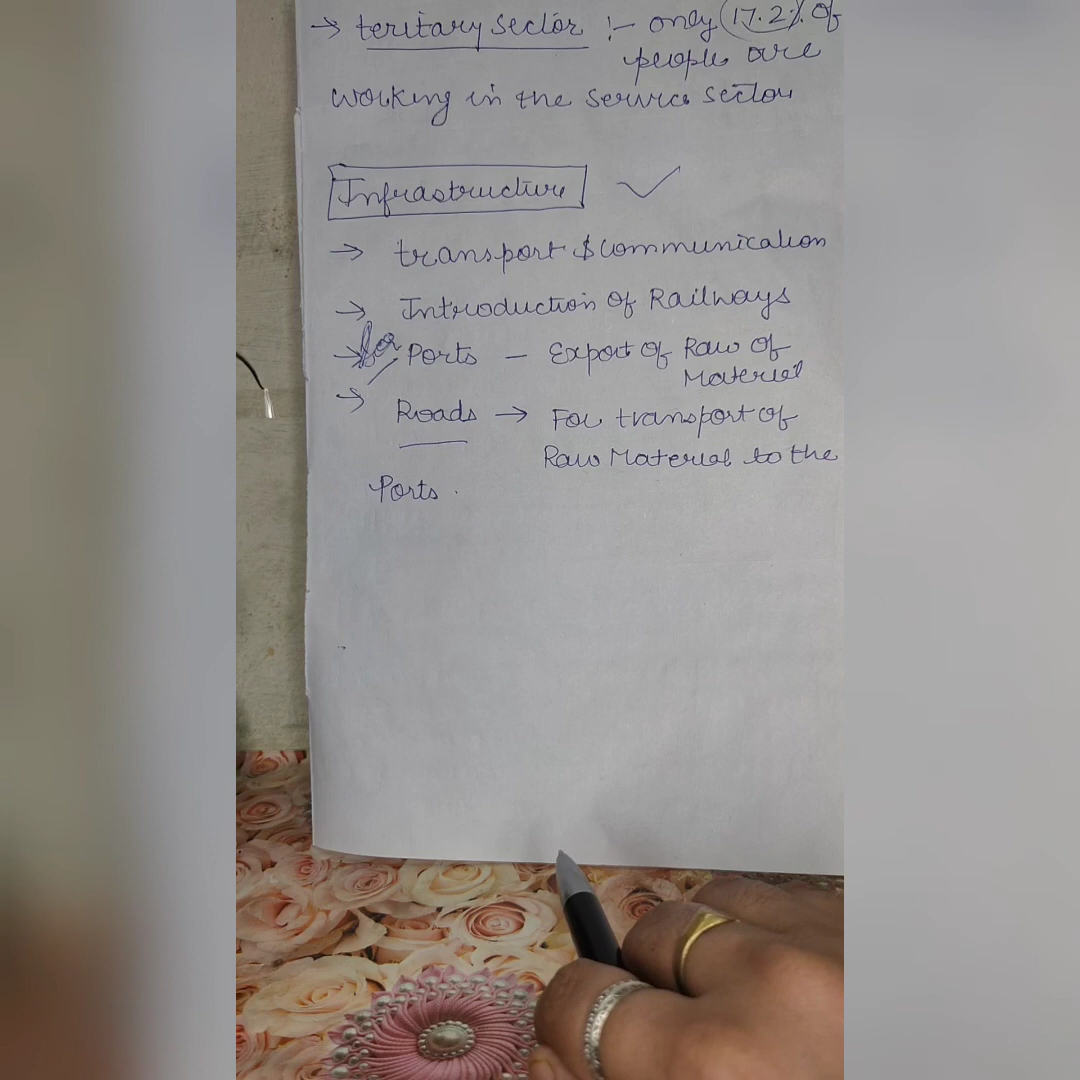 → teritary sector :- only (17.2%) of
people are
working in the service sector
Infrastructure ✓
→ transport & communication
→ Introduction of Railways
→ Ports – Export of Raw of
Material
→ Roads → For transport of
Raw Material to the
Ports.